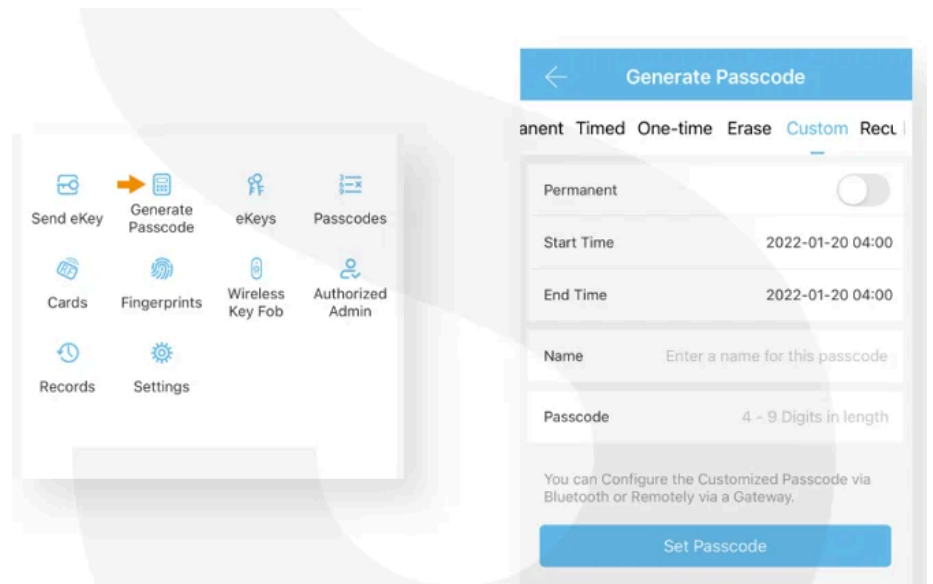 Send eKey
Generate
Passcode
eKeys
Passcodes
Cards
Fingerprints
Wireless
Key Fob
Authorized
Admin
Records
Settings
Generate Passcode
anent Timed One-time Erase Custom Recu
Permanent
Start Time 2022-01-20 04:00
End Time 2022-01-20 04:00
Name Enter a name for this passcode
Passcode 4 - 9 Digits in length
You can Configure the Customized Passcode via
Bluetooth or Remotely via a Gateway.
Set Passcode